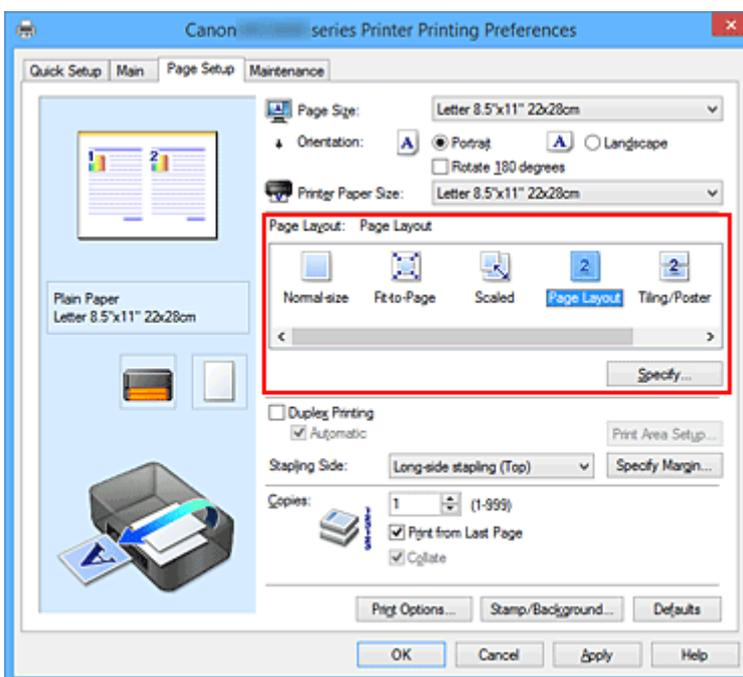 Canon series Printer Printing Preferences
Quick Setup Main Page Setup Maintenance
1 2
Plain Paper
Letter 8.5"x11" 22x28cm
Page Size: Letter 8.5"x11" 22x28cm
Orientation: A Portrait A Landscape
Rotate 180 degrees
Printer Paper Size: Letter 8.5"x11" 22x28cm
Page Layout: Page Layout
2 2
Normal-size Fit-to-Page Scaled Page Layout Tiling/Poster
Specify...
Duplex Printing
Automatic
Print Area Setup...
Stapling Side: Long-side stapling (Top) Specify Margin...
Copies: 1 (1-999)
Print from Last Page
Collate
A
Print Options... Stamp/Background... Defaults
OK Cancel Apply Help